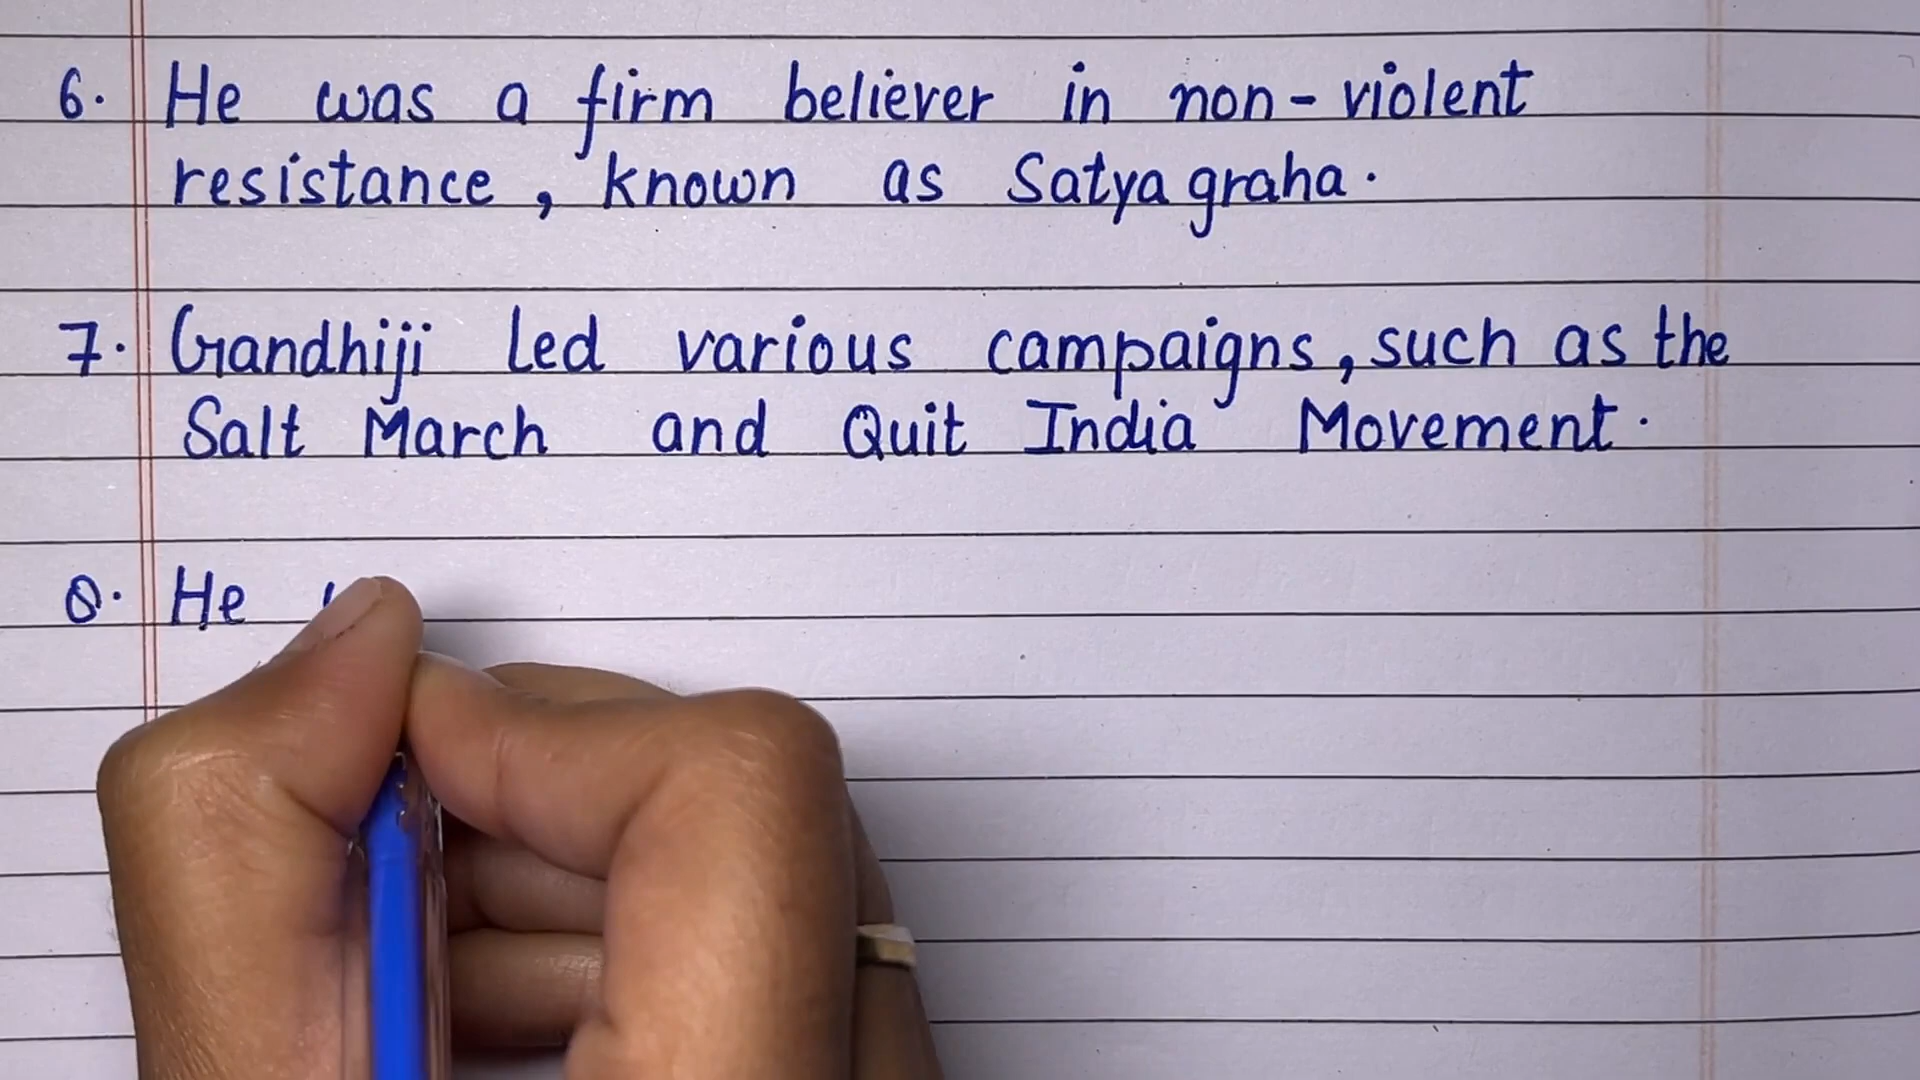 6. He was a firm believer in non-violent
resistance, known as Satyagraha.
7. Gandhiji led various campaigns, such as the
Salt March and Quit India Movement.
8. He